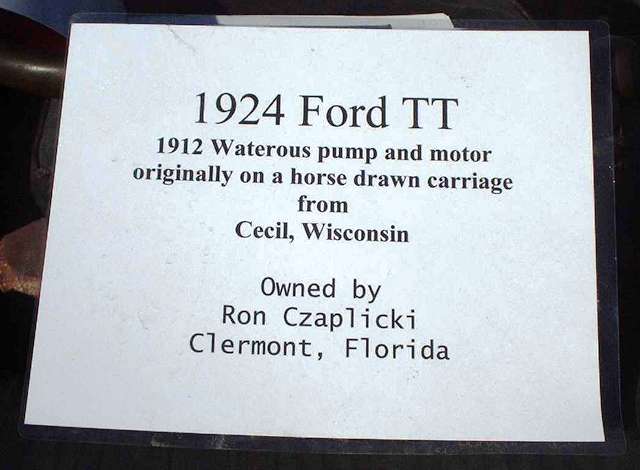 1924 Ford TT
1912 Waterous pump and motor
originally on a horse drawn carriage
from
Cecil, Wisconsin
Owned by
Ron Czaplicki
Clermont, Florida